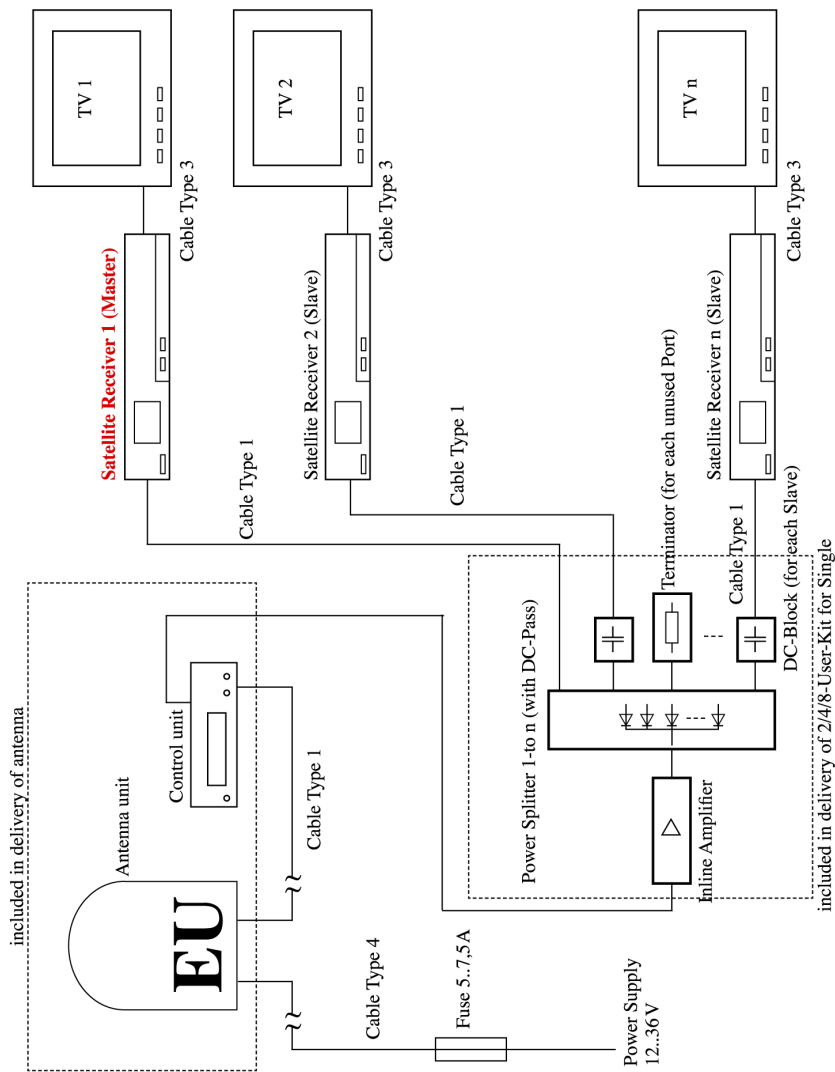 included in delivery of antenna
Antenna unit
EU
Control unit
Cable Type 1
Cable Type 4
Fuse 5..7,5A
Power Supply
12..36V
TV 1
Cable Type 3
Satellite Receiver 1 (Master)
Cable Type 1
TV 2
Cable Type 3
Satellite Receiver 2 (Slave)
Cable Type 1
TV n
Cable Type 3
Satellite Receiver n (Slave)
Cable Type 1
Terminator (for each unused Port)
DC-Block (for each Slave)
Power Splitter 1-to n (with DC-Pass)
Inline Amplifier
included in delivery of 2/4/8-User-Kit for Single